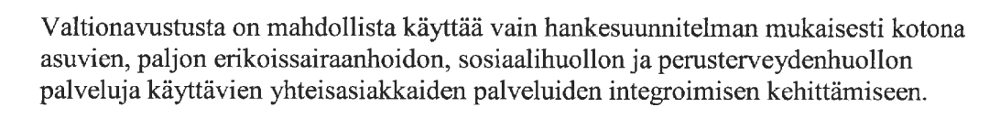 Valtionavustusta on mahdollista käyttää vain hankesuunnitelman mukaisesti kotona
asuvien, paljon erikoissairaanhoidon, sosiaalihuollon ja perusterveydenhuollon
palveluja käyttävien yhteisasiakkaiden palveluiden integroimisen kehittämiseen.